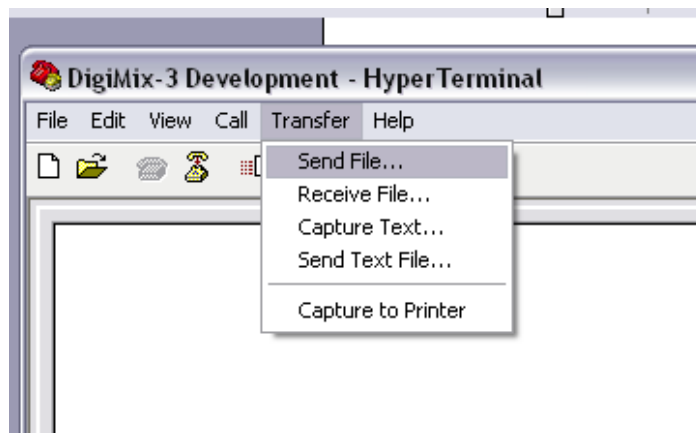 DigiMix-3 Development - HyperTerminal
File Edit View Call Transfer Help
Send File...
Receive File...
Capture Text...
Send Text File...
Capture to Printer